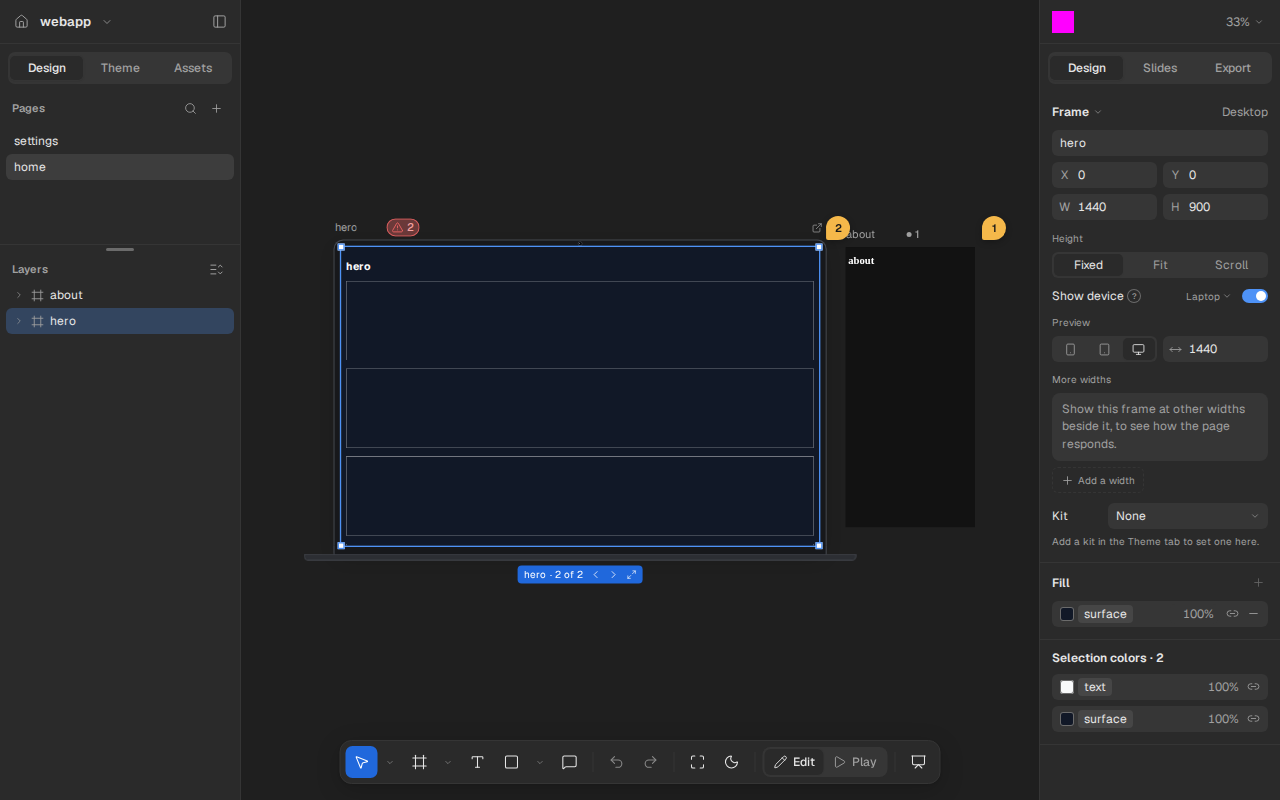 webapp
Design Theme Assets
Pages
settings
home
Layers
about
hero
hero 2
2
about 1
1
hero
about
hero · 2 of 2
Edit Play
33%
Design Slides Export
Frame Desktop
hero
X 0 Y 0
W 1440 H 900
Height
Fixed Fit Scroll
Show device ? Laptop
Preview
1440
More widths
Show this frame at other widths
beside it, to see how the page
responds.
Add a width
Kit None
Add a kit in the Theme tab to set one here.
Fill
surface 100%
Selection colors · 2
text 100%
surface 100%